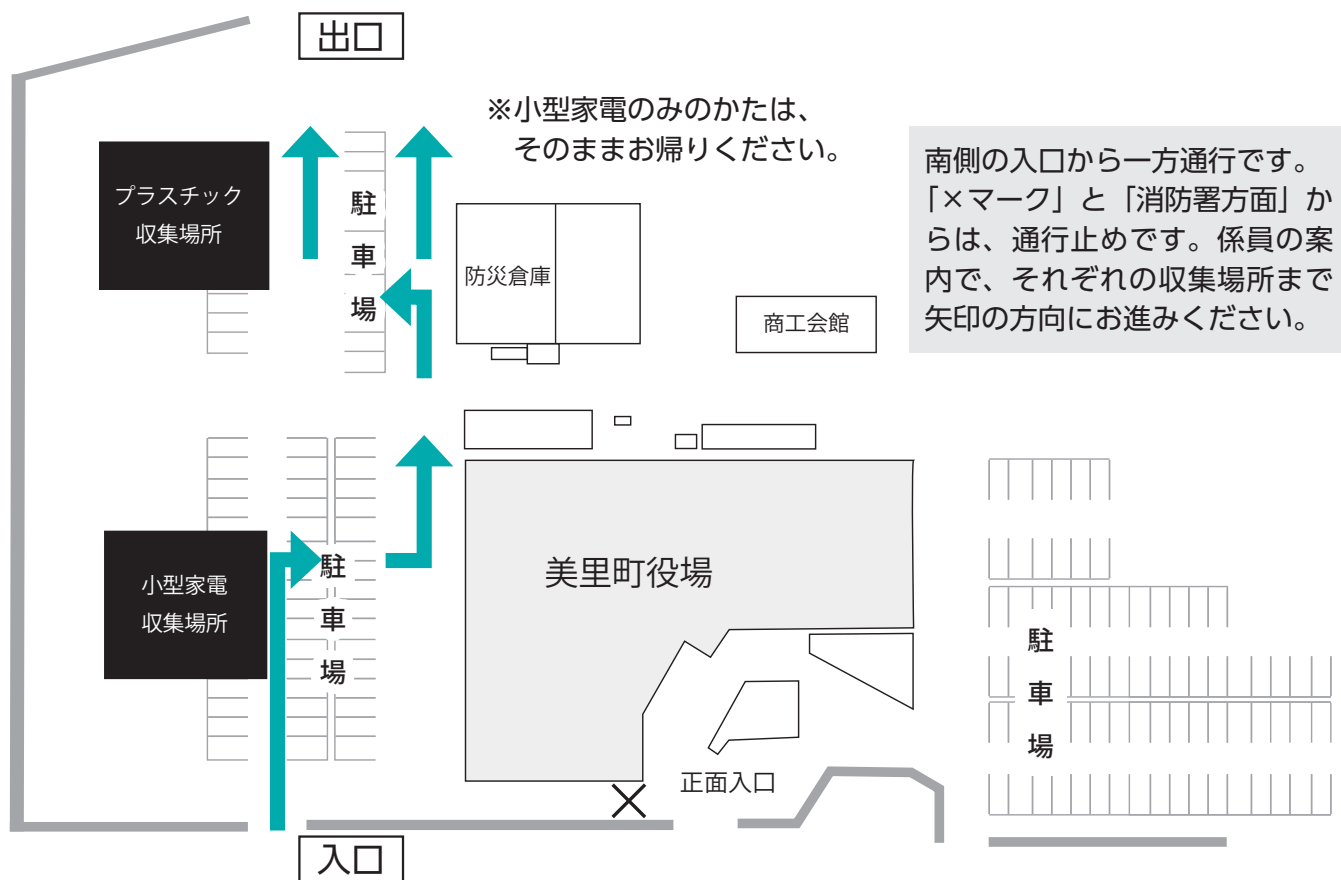 出口
※小型家電のみのかたは、
そのままお帰りください。
南側の入口から一方通行です。
「×マーク」と「消防署方面」か
らは、通行止めです。係員の案
内で、それぞれの収集場所まで
矢印の方向にお進みください。
プラスチック
収集場所
駐車場
防災倉庫
商工会館
小型家電
収集場所
駐車場
美里町役場
駐車場
正面入口
入口